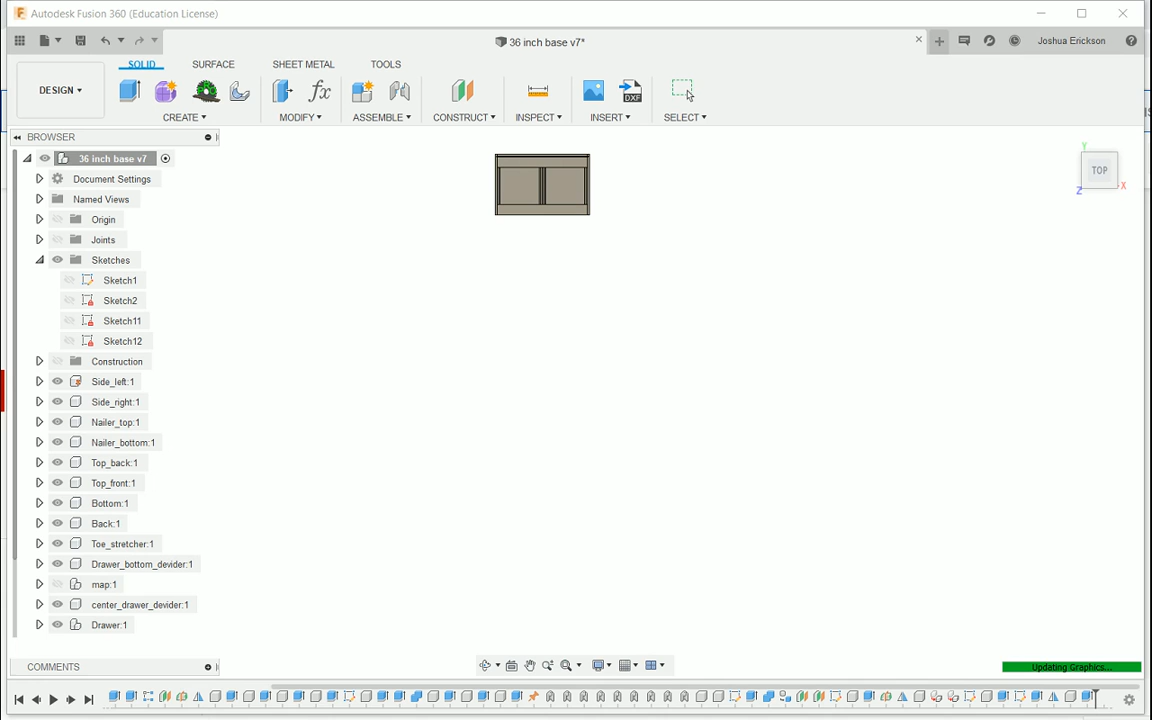 Autodesk Fusion 360 (Education License)
36 inch base v7*
Joshua Erickson
DESIGN
SOLID SURFACE SHEET METAL TOOLS
CREATE MODIFY ASSEMBLE CONSTRUCT INSPECT INSERT SELECT
DXF
BROWSER
36 inch base v7
Document Settings
Named Views
Origin
Joints
Sketches
Sketch1
Sketch2
Sketch11
Sketch12
Construction
Side_left:1
Side_right:1
Nailer_top:1
Nailer_bottom:1
Top_back:1
Top_front:1
Bottom:1
Back:1
Toe_stretcher:1
Drawer_bottom_devider:1
map:1
center_drawer_devider:1
Drawer:1
Y
TOP
Z X
COMMENTS
Updating Graphics...